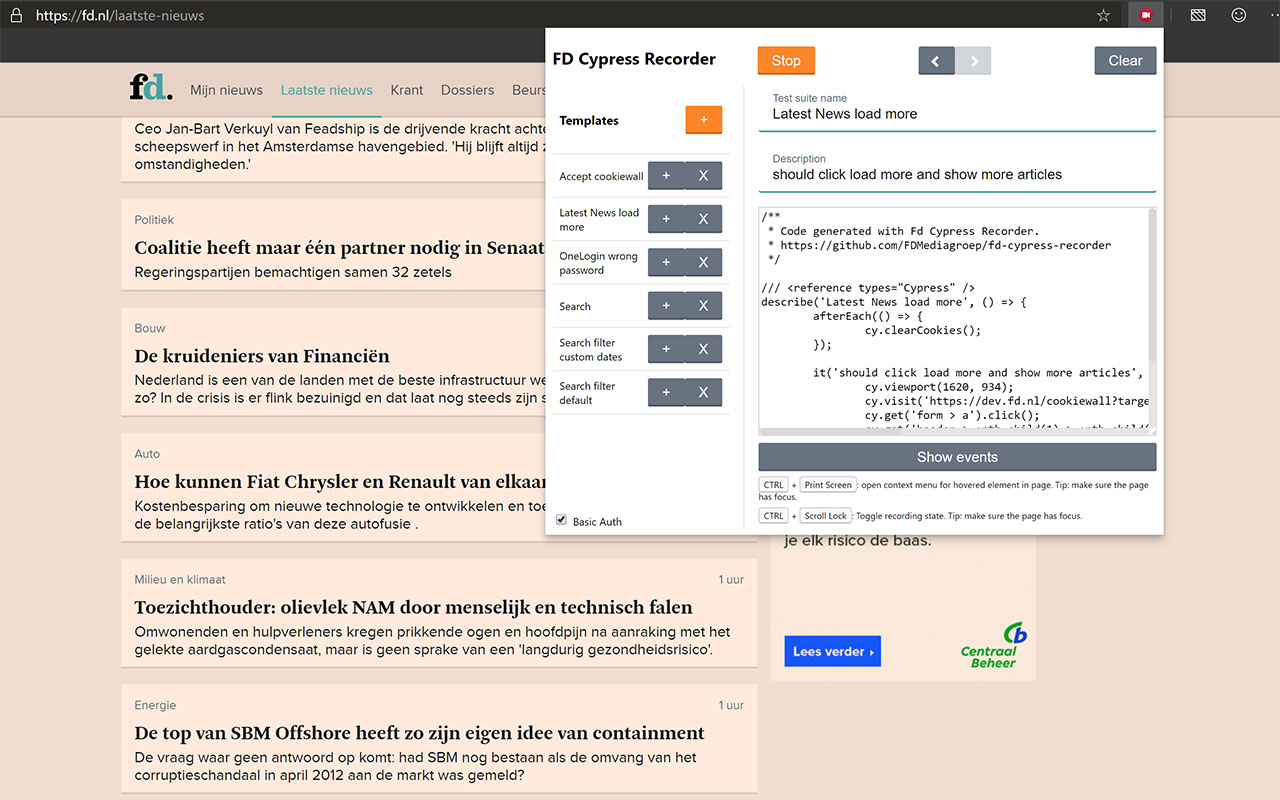 https://fd.nl/laatste-nieuws
fd.
Mijn nieuws
Laatste nieuws
Krant
Dossiers
Beurs
Ceo Jan-Bart Verkuyl van Feadship is de drijvende kracht achte
scheepswerf in het Amsterdamse havengebied. 'Hij blijft altijd z
omstandigheden.'
Politiek
Coalitie heeft maar één partner nodig in Senaat
Regeringspartijen bemachtigen samen 32 zetels
Bouw
De kruideniers van Financiën
Nederland is een van de landen met de beste infrastructuur we
zo? In de crisis is er flink bezuinigd en dat laat nog steeds zijn s
Auto
Hoe kunnen Fiat Chrysler en Renault van elkaar
Kostenbesparing om nieuwe technologie te ontwikkelen en toe
de belangrijkste ratio's van deze autofusie .
Milieu en klimaat
1 uur
Toezichthouder: olievlek NAM door menselijk en technisch falen
Omwonenden en hulpverleners kregen prikkende ogen en hoofdpijn na aanraking met het
gelekte aardgascondensaat, maar is geen sprake van een 'langdurig gezondheidsrisico'.
Energie
1 uur
De top van SBM Offshore heeft zo zijn eigen idee van containment
De vraag waar geen antwoord op komt: had SBM nog bestaan als de omvang van het
corruptieschandaal in april 2012 aan de markt was gemeld?
FD Cypress Recorder
Stop
Clear
Templates
+
Accept cookiewall + X
Latest News load
more
+ X
OneLogin wrong
password
+ X
Search + X
Search filter
custom dates
+ X
Search filter
default
+ X
Basic Auth
Test suite name
Latest News load more
Description
should click load more and show more articles
/**
* Code generated with Fd Cypress Recorder.
* https://github.com/FDMediagroep/fd-cypress-recorder
*/
/// <reference types="Cypress" />
describe('Latest News load more', () => {
afterEach(() => {
cy.clearCookies();
});
it('should click load more and show more articles',
cy.viewport(1620, 934);
cy.visit('https://dev.fd.nl/cookiewall?targe
cy.get('form > a').click();
Show events
CTRL + Print Screen : open context menu for hovered element in page. Tip: make sure the page
has focus.
CTRL + Scroll Lock : Toggle recording state. Tip: make sure the page has focus.
je elk risico de baas.
Lees verder
Centraal
Beheer